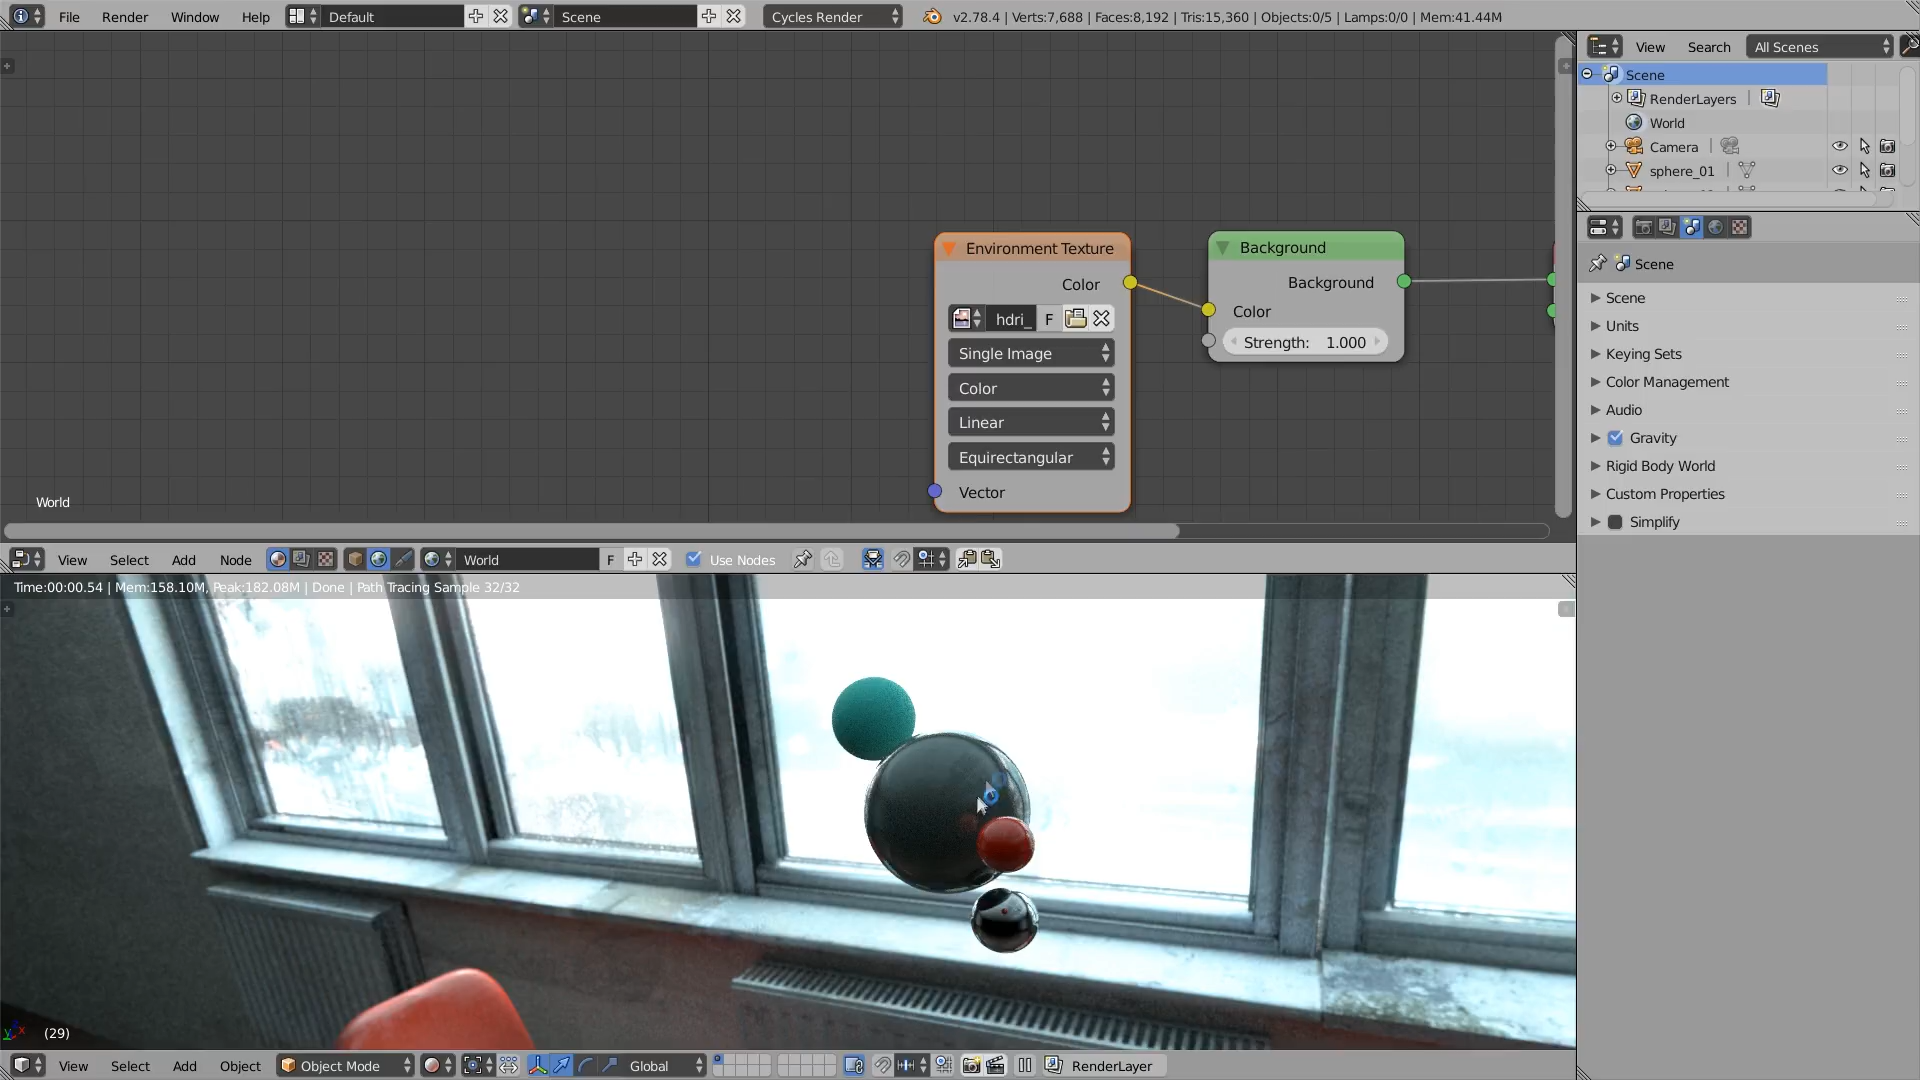 File Render Window Help Default Scene Cycles Render v2.78.4 | Verts:7,688 | Faces:8,192 | Tris:15,360 | Objects:0/5 | Lamps:0/0 | Mem:41.44M
View Search All Scenes
Scene
RenderLayers
World
Camera
sphere_01
Environment Texture
Color
hdri_ F
Single Image
Color
Linear
Equirectangular
Vector
Background
Background
Color
Strength: 1.000
World
Scene
Scene
Units
Keying Sets
Color Management
Audio
Gravity
Rigid Body World
Custom Properties
Simplify
View Select Add Node World F Use Nodes
Time:00:00.54 | Mem:158.10M, Peak:182.08M | Done | Path Tracing Sample 32/32
(29)
View Select Add Object Object Mode Global RenderLayer